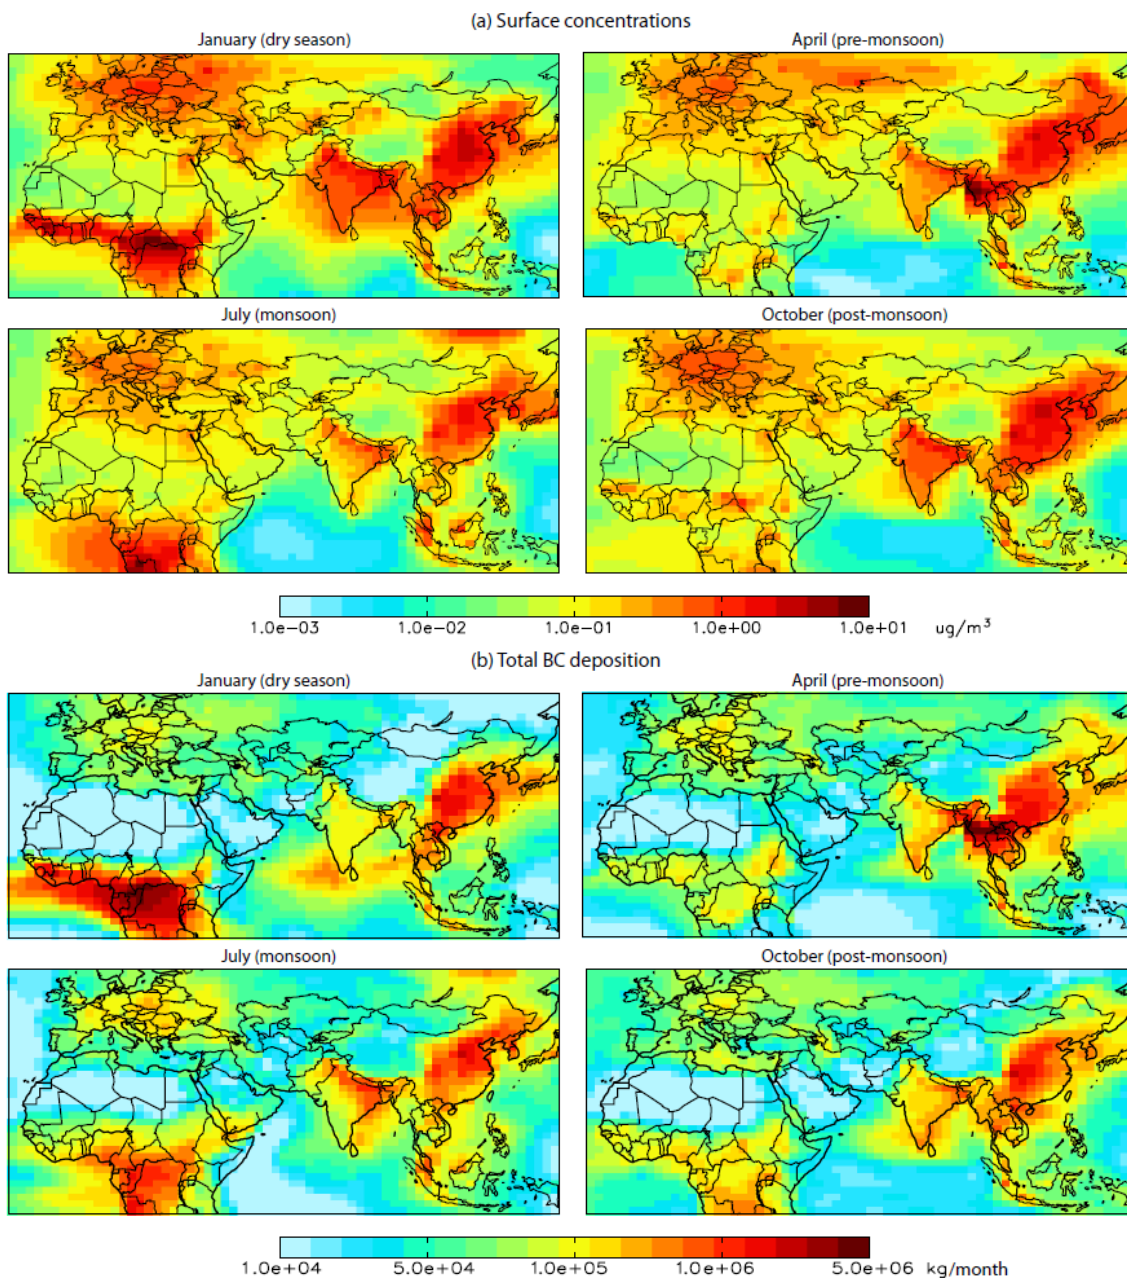 (a) Surface concentrations
January (dry season)
April (pre-monsoon)
July (monsoon)
October (post-monsoon)
1.0e−03 1.0e−02 1.0e−01 1.0e+00 1.0e+01 ug/m³
(b) Total BC deposition
January (dry season)
April (pre-monsoon)
July (monsoon)
October (post-monsoon)
1.0e+04 5.0e+04 1.0e+05 1.0e+06 5.0e+06 kg/month